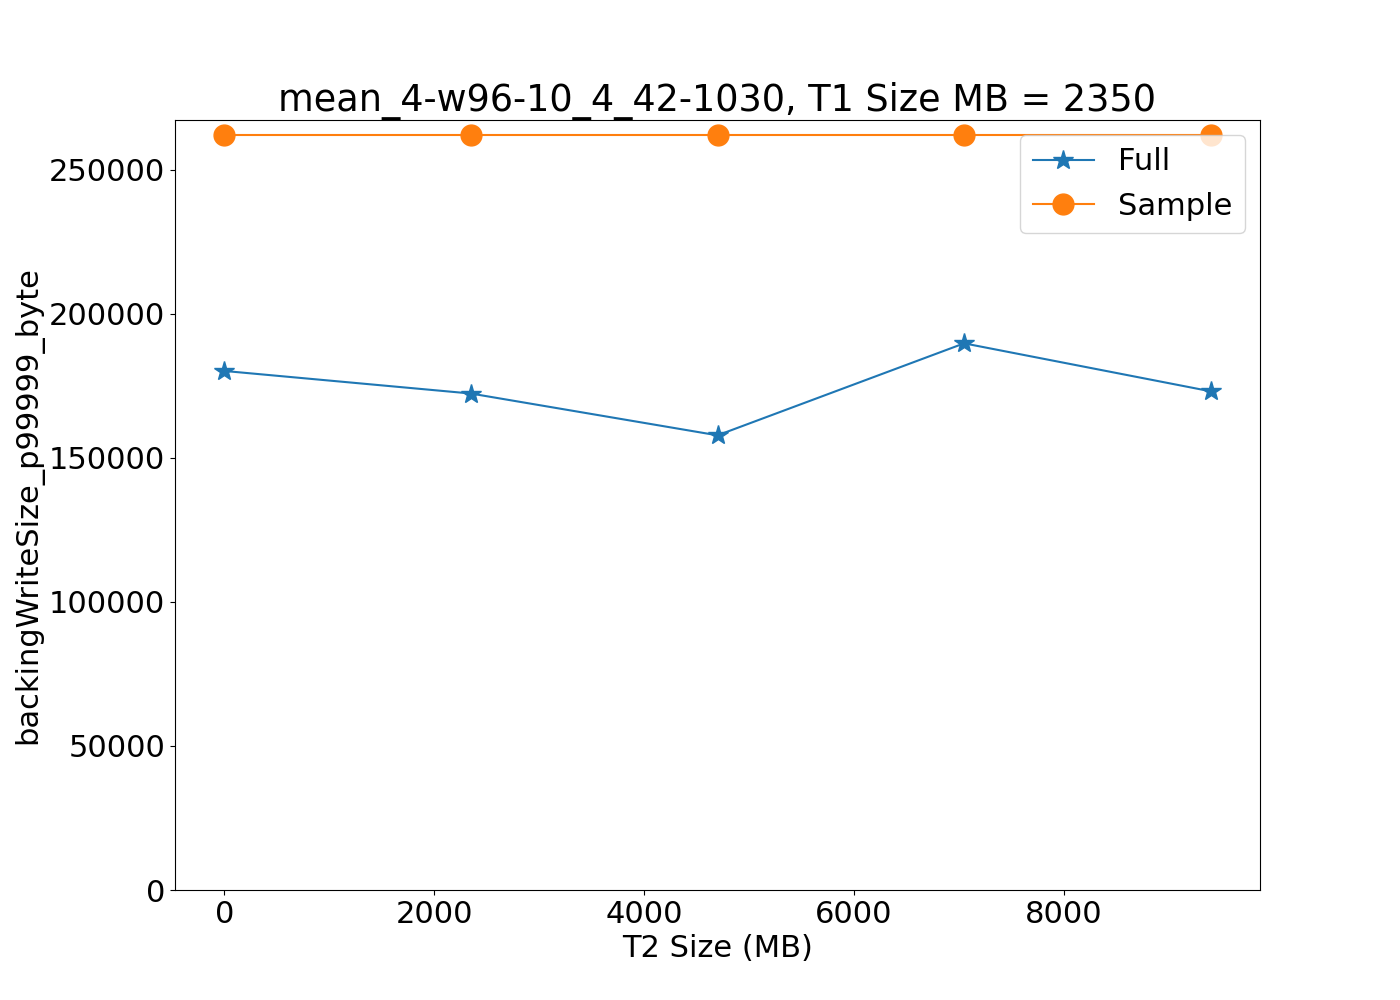 mean_4-w96-10_4_42-1030, T1 Size MB = 2350
backingWriteSize_p99999_byte
250000
200000
150000
100000
50000
0
Full
Sample
0 2000 4000 6000 8000
T2 Size (MB)